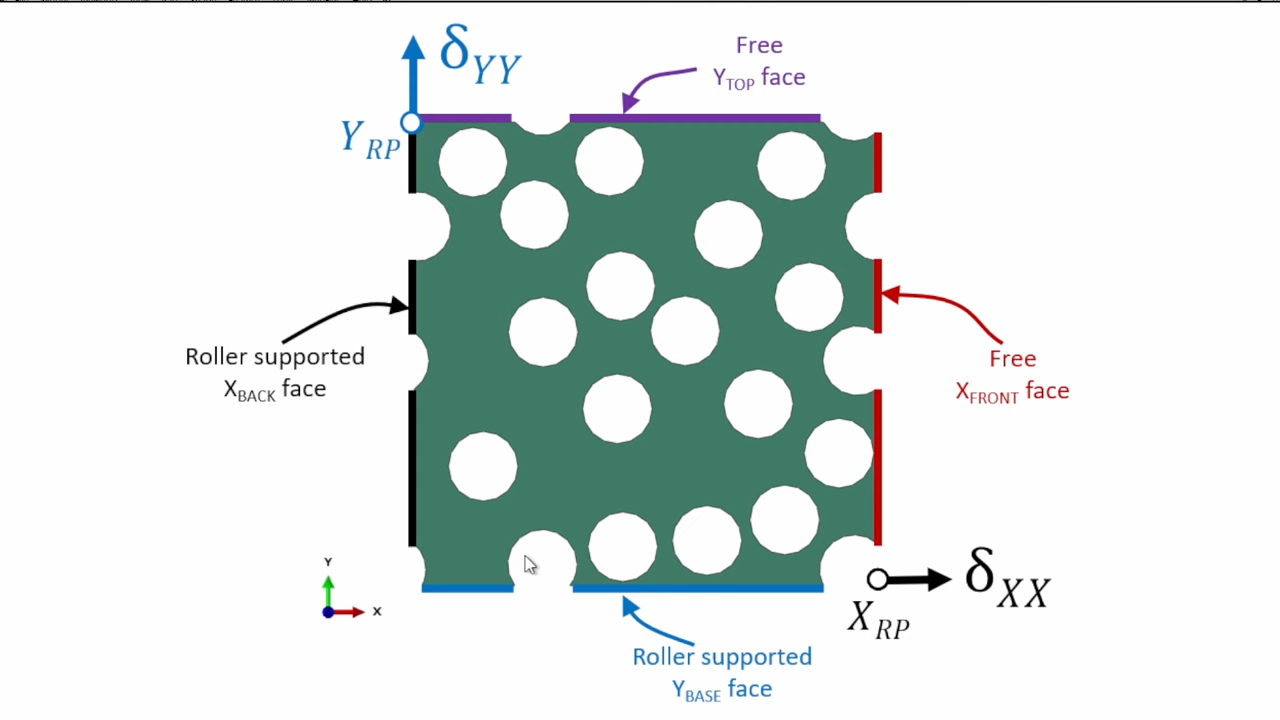 δYY
Free
YTOP face
YRP
Roller supported
XBACK face
Free
XFRONT face
Y
X
δXX
XRP
Roller supported
YBASE face